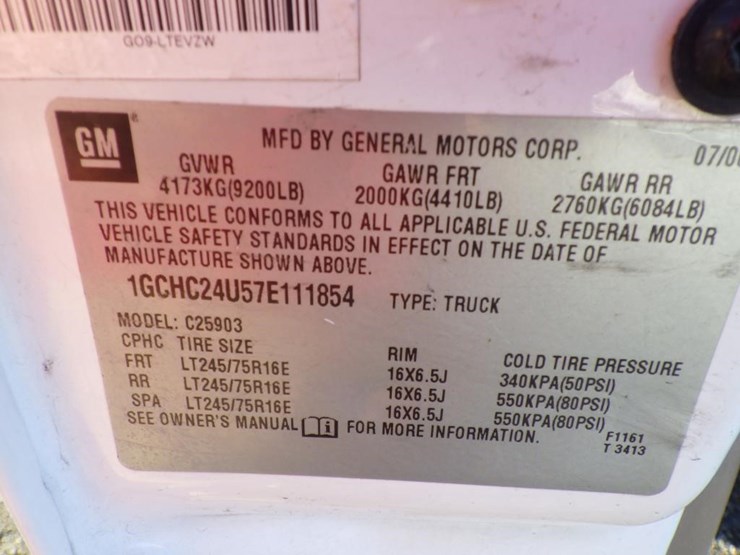 GO9-LTEVZW
GM®
MFD BY GENERAL MOTORS CORP. 07/0
GVWR GAWR FRT GAWR RR
4173KG(9200LB) 2000KG(4410LB) 2760KG(6084LB)
THIS VEHICLE CONFORMS TO ALL APPLICABLE U.S. FEDERAL MOTOR
VEHICLE SAFETY STANDARDS IN EFFECT ON THE DATE OF
MANUFACTURE SHOWN ABOVE.
1GCHC24U57E111854 TYPE: TRUCK
MODEL: C25903
CPHC TIRE SIZE RIM COLD TIRE PRESSURE
FRT LT245/75R16E 16X6.5J 340KPA(50PSI)
RR LT245/75R16E 16X6.5J 550KPA(80PSI)
SPA LT245/75R16E 16X6.5J 550KPA(80PSI)
SEE OWNER'S MANUAL i FOR MORE INFORMATION. F1161
T 3413